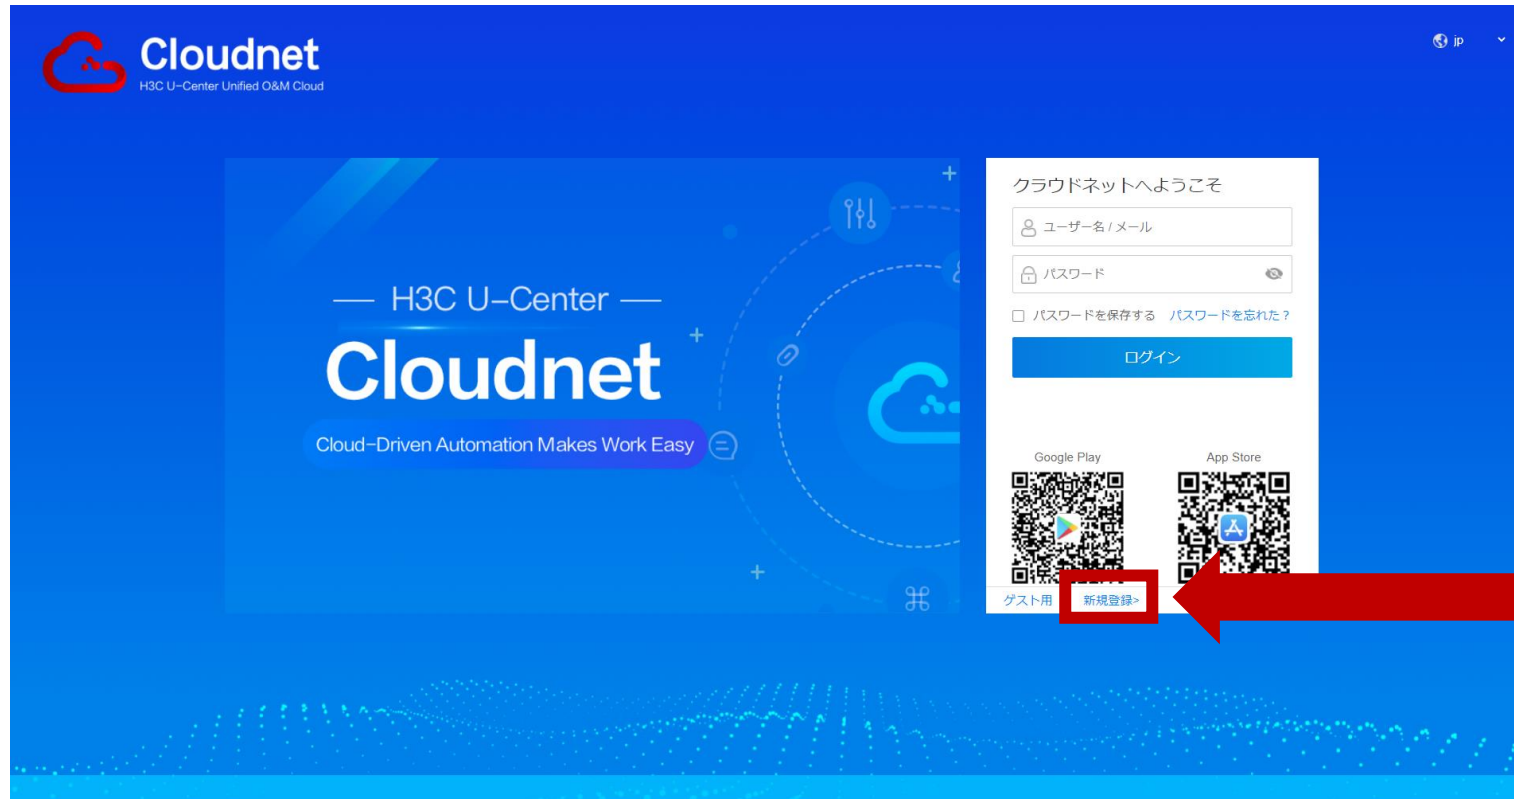 Cloudnet
H3C U-Center Unified O&M Cloud
jp
H3C U-Center
Cloudnet
Cloud-Driven Automation Makes Work Easy
クラウドネットへようこそ
ユーザー名 / メール
パスワード
パスワードを保存する パスワードを忘れた？
ログイン
Google Play App Store
ゲスト用 新規登録>